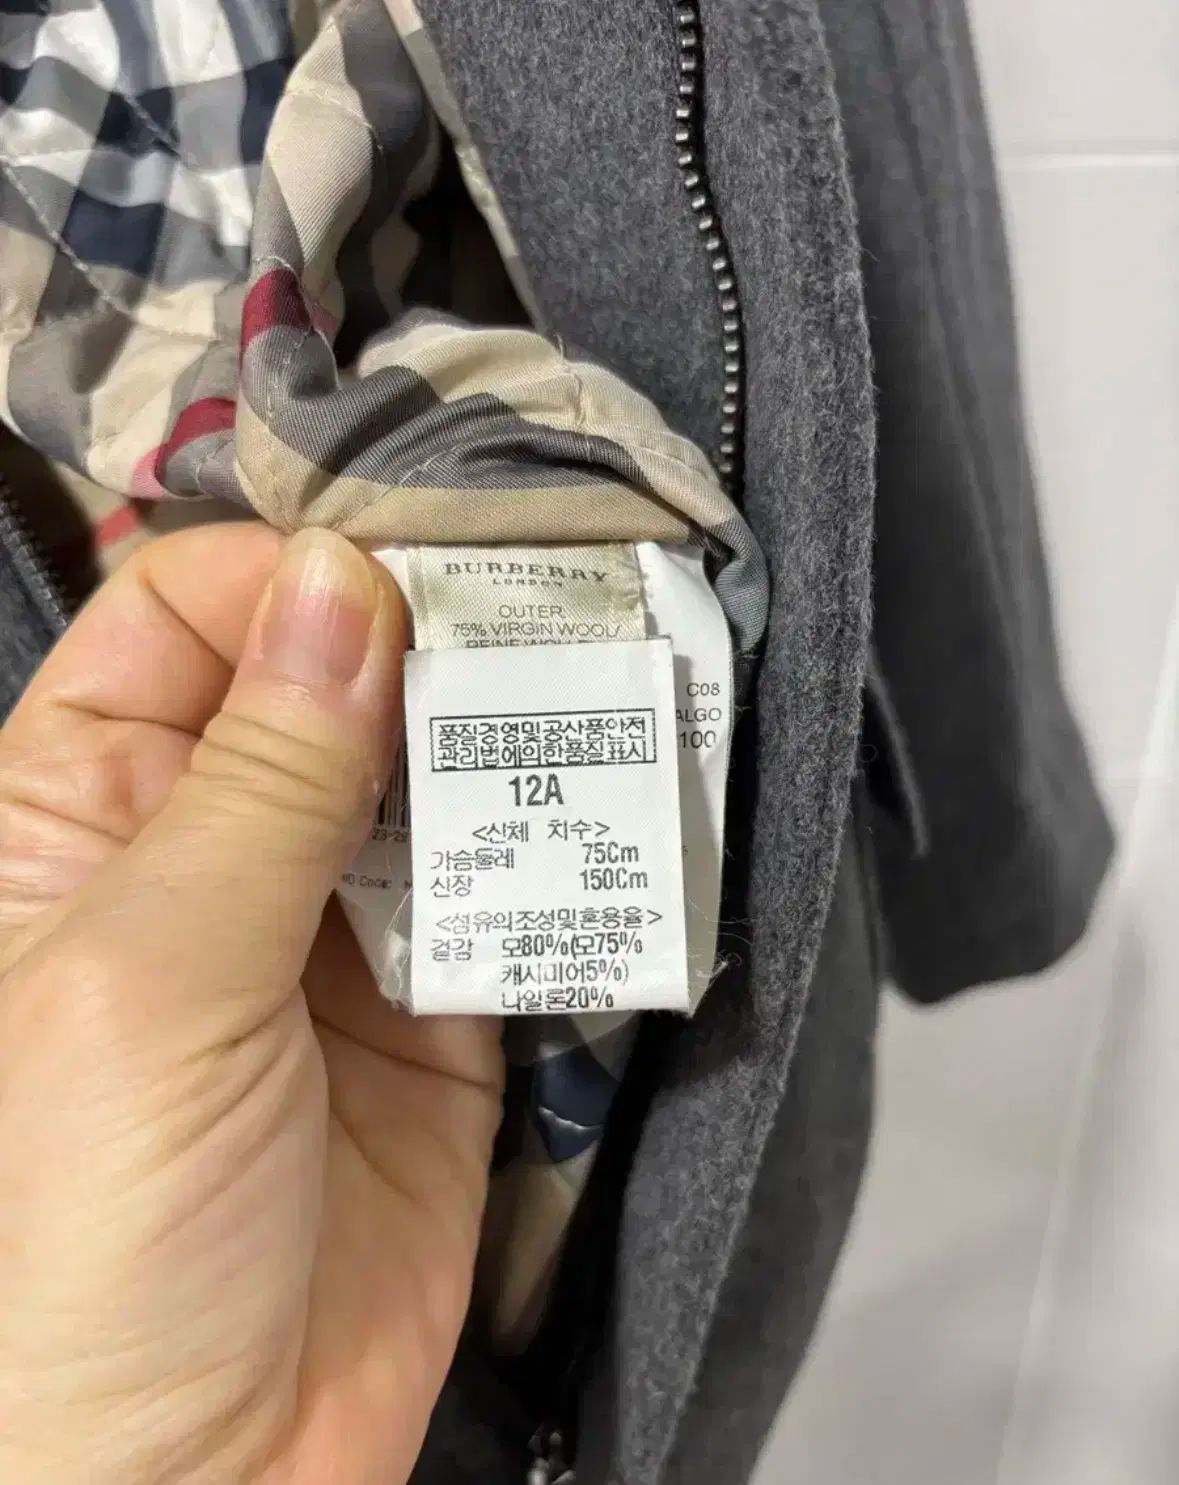 BURBERRY
LONDON
OUTER
75% VIRGIN WOOL/
C08
ALGO
100
품질경영및공산품안전
관리법에의한품질표시
12A
<신체 치수>
가슴둘레 75Cm
신장 150Cm
<섬유의조성및혼용율>
겉감 모80%(모75%
캐시미어5%)
나일론20%